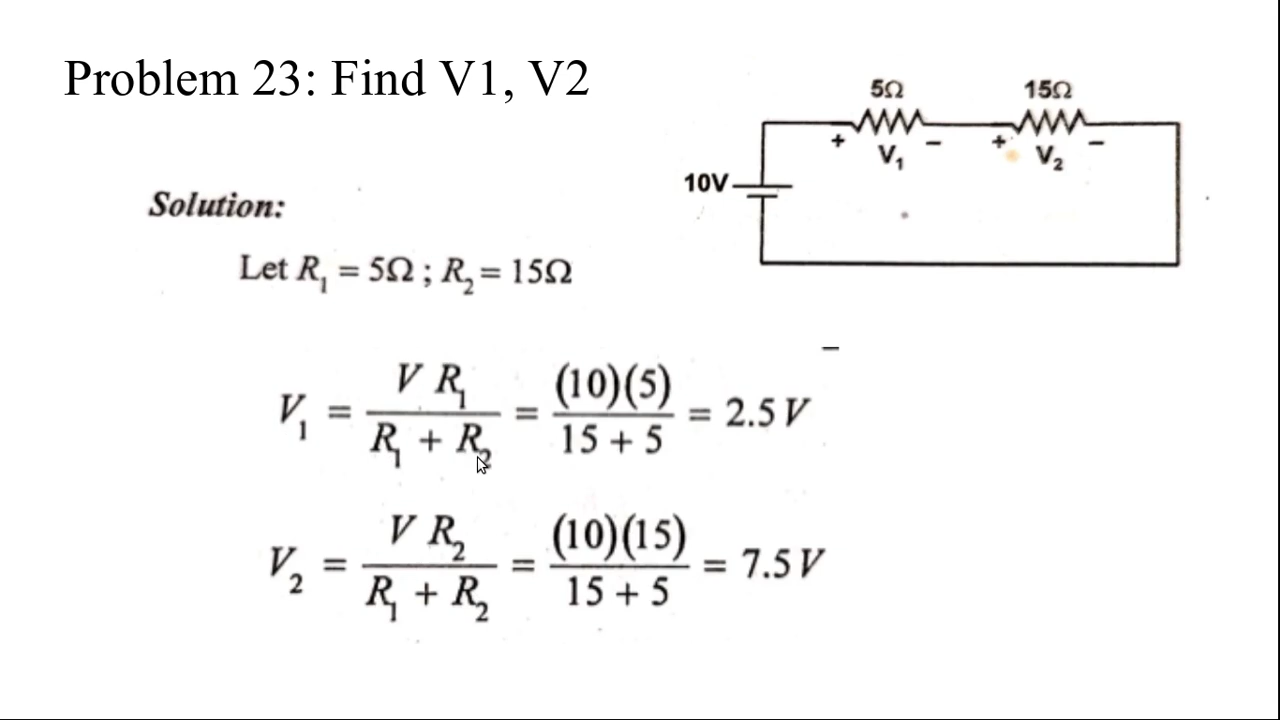 Problem 23: Find V1, V2
5Ω
15Ω
+ V₁ − + V₂ −
10V
Solution:
Let R₁ = 5Ω ; R₂ = 15Ω
V₁ = V R₁ / R₁ + R₂ = (10)(5) / 15 + 5 = 2.5 V
V₂ = V R₂ / R₁ + R₂ = (10)(15) / 15 + 5 = 7.5 V